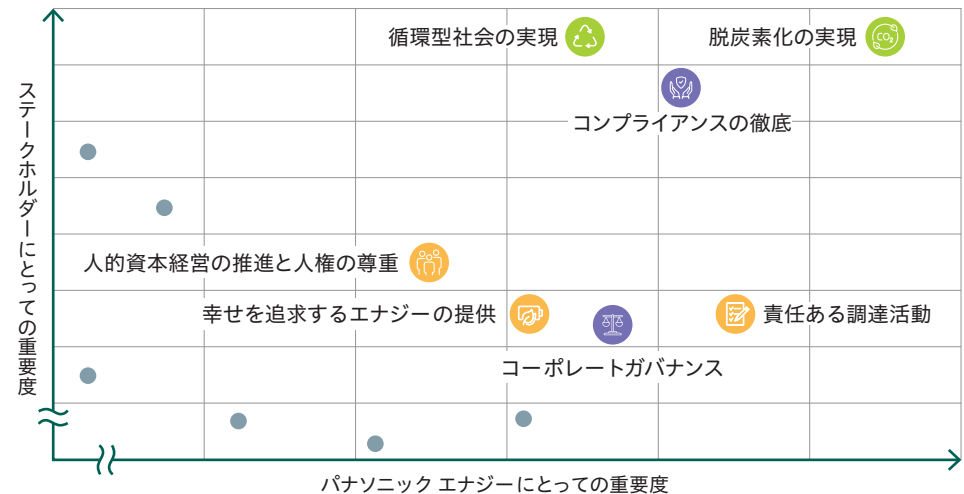 循環型社会の実現
脱炭素化の実現
CO₂
コンプライアンスの徹底
ステークホルダーにとっての重要度
人的資本経営の推進と人権の尊重
幸せを追求するエナジーの提供
責任ある調達活動
コーポレートガバナンス
パナソニック エナジーにとっての重要度